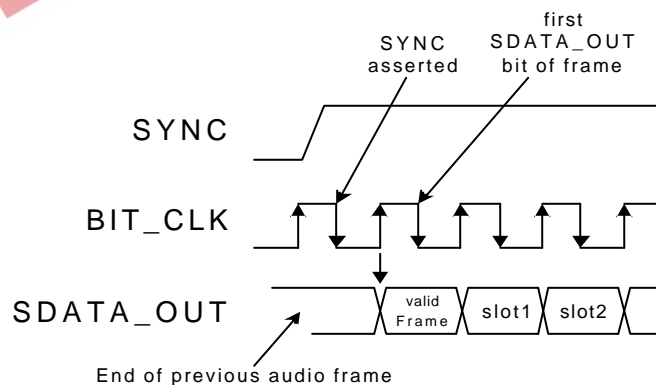 SYNC
asserted
first
SDATA_OUT
bit of frame
SYNC
BIT_CLK
SDATA_OUT
valid
Frame
slot1
slot2
End of previous audio frame